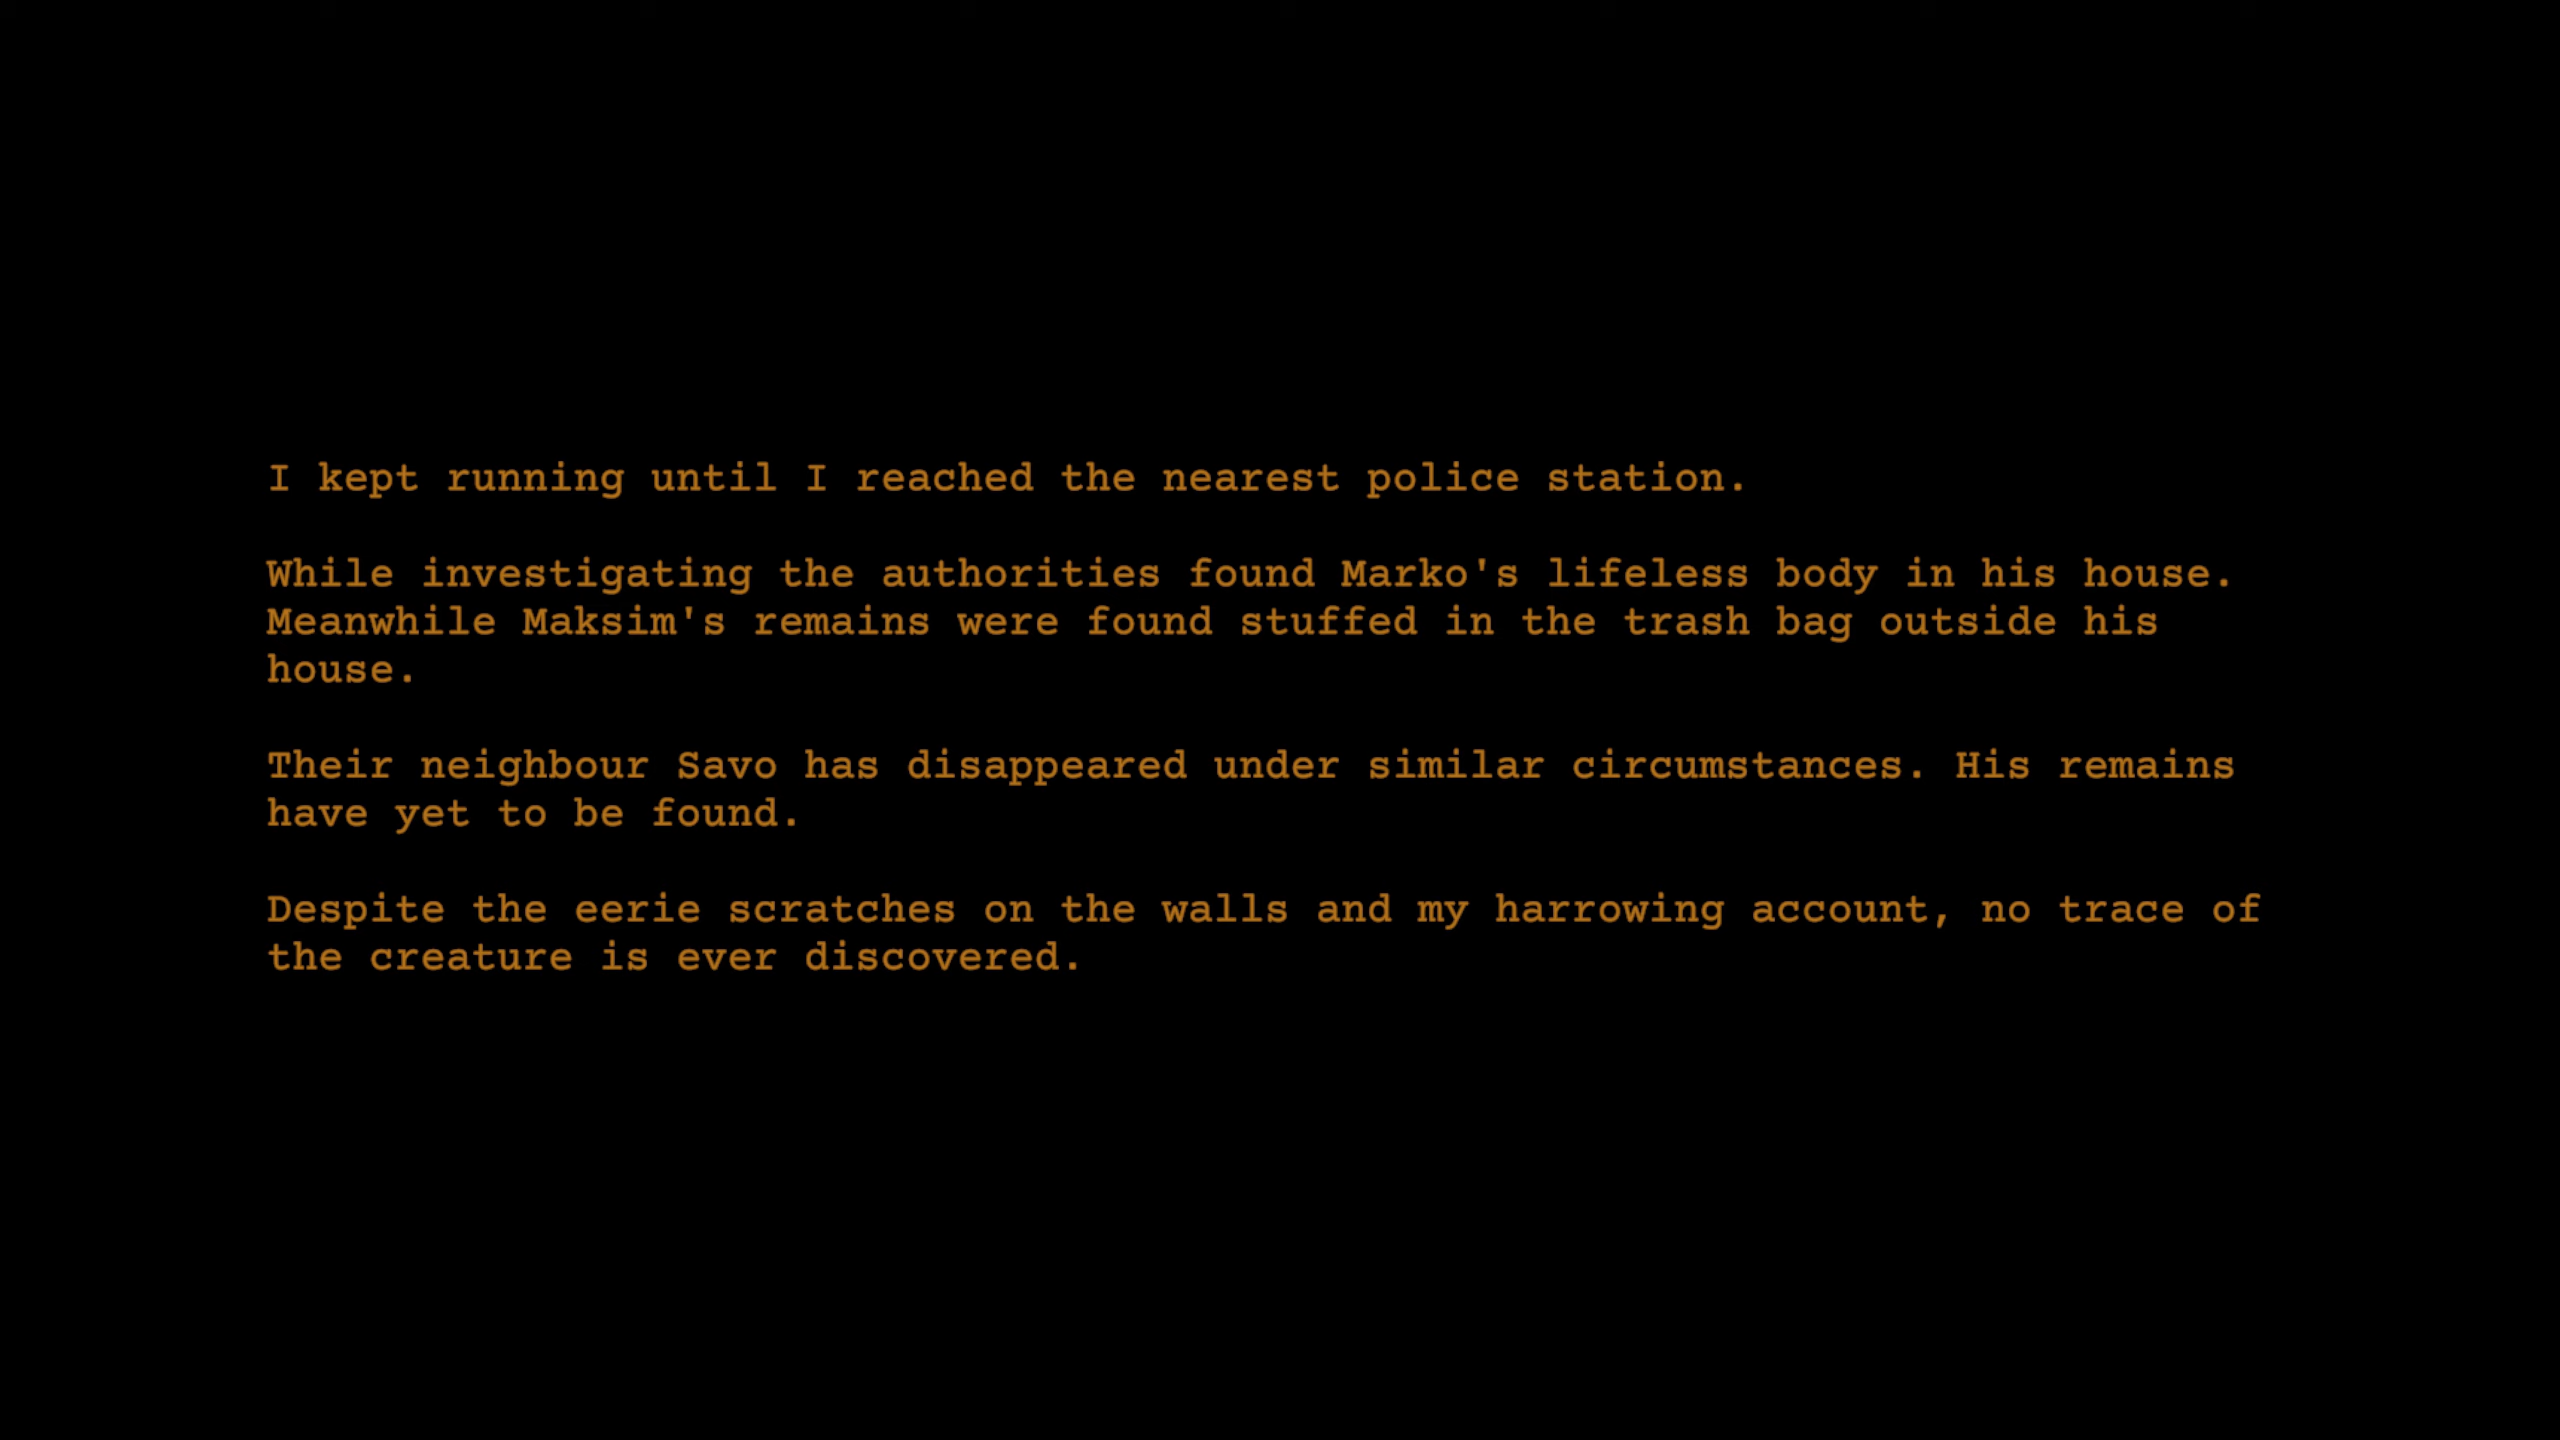 I kept running until I reached the nearest police station.
While investigating the authorities found Marko's lifeless body in his house.
Meanwhile Maksim's remains were found stuffed in the trash bag outside his
house.
Their neighbour Savo has disappeared under similar circumstances. His remains
have yet to be found.
Despite the eerie scratches on the walls and my harrowing account, no trace of
the creature is ever discovered.